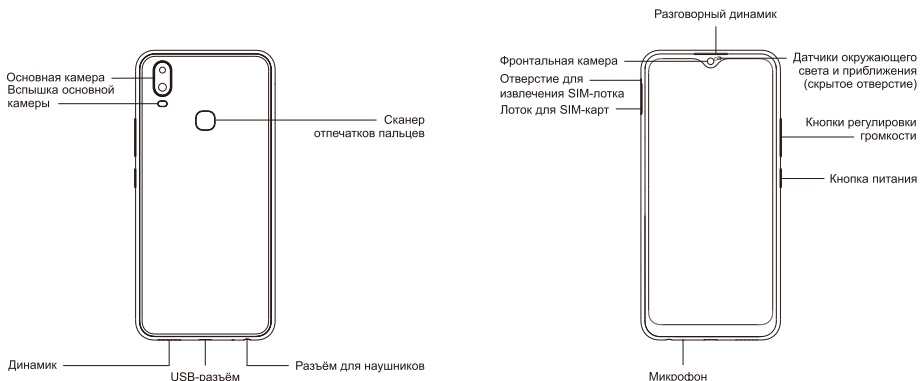 Основная камера
Вспышка основной
камеры
Сканер
отпечатков пальцев
Динамик
USB-разъём
Разъём для наушников
Разговорный динамик
Фронтальная камера
Отверстие для
извлечения SIM-лотка
Лоток для SIM-карт
Датчики окружающего
света и приближения
(скрытое отверстие)
Кнопки регулировки
громкости
Кнопка питания
Микрофон